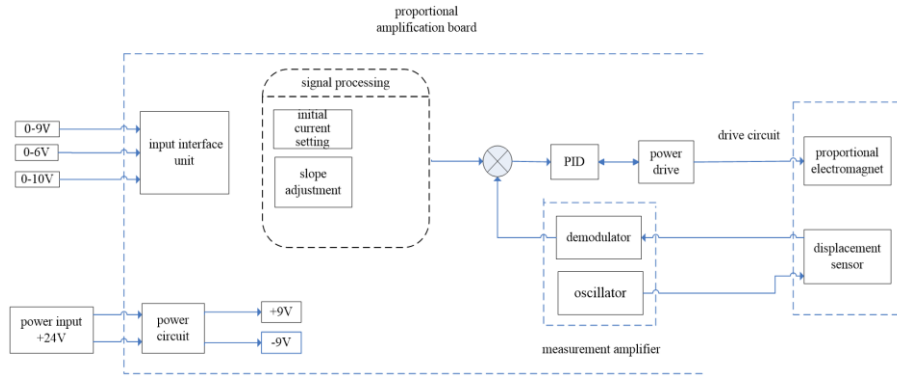 proportional
amplification board
signal processing
initial
current
setting
slope
adjustment
0-9V
0-6V
0-10V
input interface
unit
PID
power
drive
drive circuit
proportional
electromagnet
demodulator
oscillator
displacement
sensor
measurement amplifier
power input
+24V
power
circuit
+9V
-9V